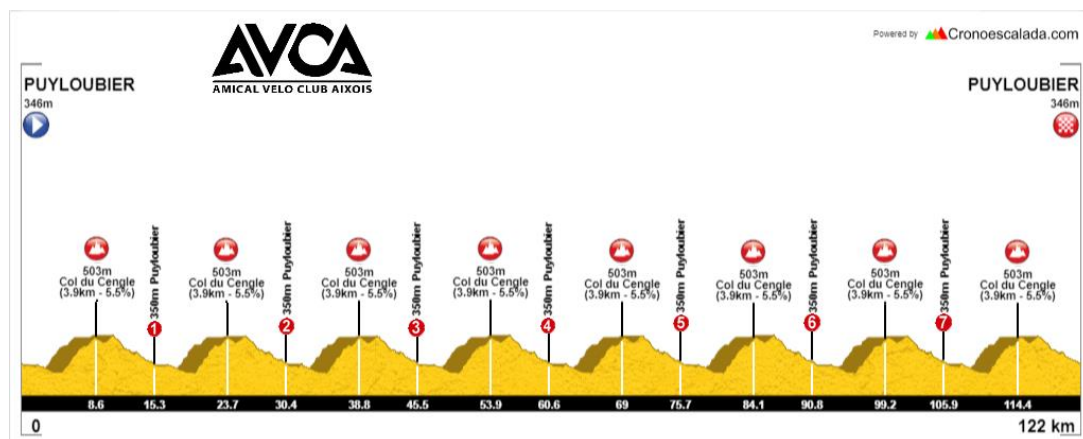 AVCA
AMICAL VELO CLUB AIXOIS
Powered by Cronoescalada.com
PUYLOUBIER
346m
PUYLOUBIER
346m
503m
Col du Cengle
(3.9km - 5.5%)
350m Puyloubier
1
503m
Col du Cengle
(3.9km - 5.5%)
350m Puyloubier
2
503m
Col du Cengle
(3.9km - 5.5%)
350m Puyloubier
3
503m
Col du Cengle
(3.9km - 5.5%)
350m Puyloubier
4
503m
Col du Cengle
(3.9km - 5.5%)
350m Puyloubier
5
503m
Col du Cengle
(3.9km - 5.5%)
350m Puyloubier
6
503m
Col du Cengle
(3.9km - 5.5%)
350m Puyloubier
7
503m
Col du Cengle
(3.9km - 5.5%)
8.6 15.3 23.7 30.4 38.8 45.5 53.9 60.6 69 75.7 84.1 90.8 99.2 105.9 114.4
0 122 km